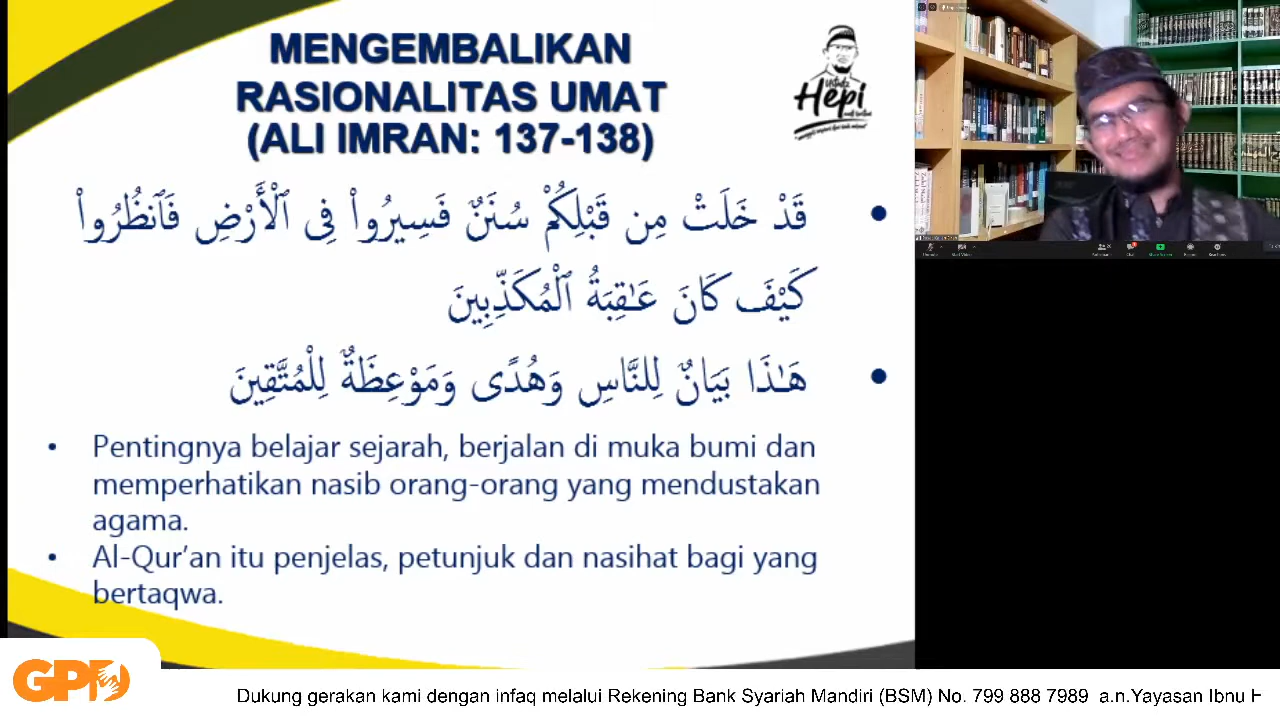 MENGEMBALIKAN
RASIONALITAS UMAT
(ALI IMRAN: 137-138)
Ustadz
Hepi
• قَدْ خَلَتْ مِن قَبْلِكُمْ سُنَنٌ فَسِيرُوا۟ فِى ٱلْأَرْضِ فَٱنظُرُوا۟
كَيْفَ كَانَ عَـٰقِبَةُ ٱلْمُكَذِّبِينَ
• هَـٰذَا بَيَانٌ لِلنَّاسِ وَهُدًى وَمَوْعِظَةٌ لِلْمُتَّقِينَ
• Pentingnya belajar sejarah, berjalan di muka bumi dan
memperhatikan nasib orang-orang yang mendustakan
agama.
• Al-Qur'an itu penjelas, petunjuk dan nasihat bagi yang
bertaqwa.
GPN
Dukung gerakan kami dengan infaq melalui Rekening Bank Syariah Mandiri (BSM) No. 799 888 7989 a.n.Yayasan Ibnu H